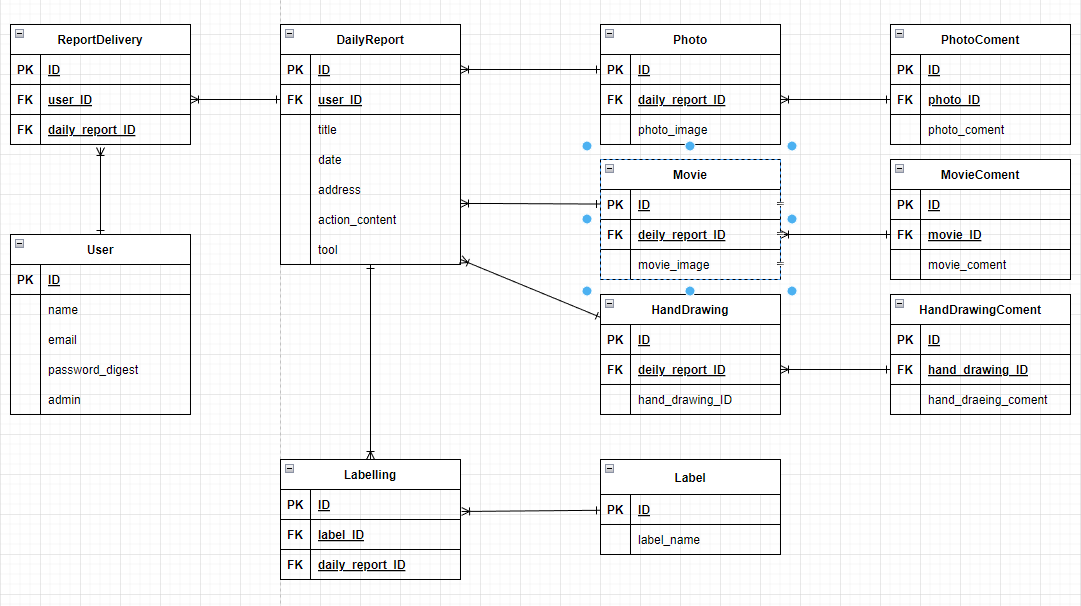 ReportDelivery
PK ID
FK user_ID
FK daily_report_ID
DailyReport
PK ID
FK user_ID
title
date
address
action_content
tool
Photo
PK ID
FK daily_report_ID
photo_image
PhotoComent
PK ID
FK photo_ID
photo_coment
Movie
PK ID
FK deily_report_ID
movie_image
MovieComent
PK ID
FK movie_ID
movie_coment
User
PK ID
name
email
password_digest
admin
HandDrawing
PK ID
FK deily_report_ID
hand_drawing_ID
HandDrawingComent
PK ID
FK hand_drawing_ID
hand_draeing_coment
Labelling
PK ID
FK label_ID
FK daily_report_ID
Label
PK ID
label_name